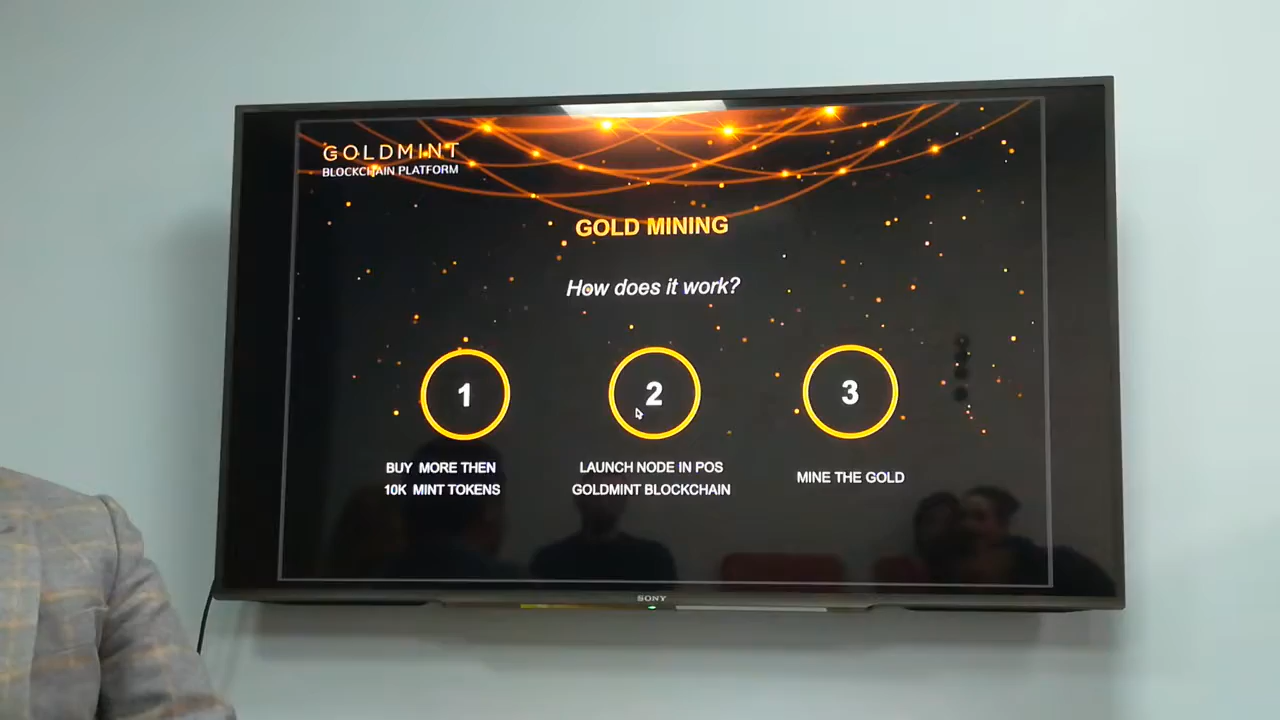 GOLDMINT
BLOCKCHAIN PLATFORM
GOLD MINING
How does it work?
1
2
3
BUY MORE THEN
10K MINT TOKENS
LAUNCH NODE IN POS
GOLDMINT BLOCKCHAIN
MINE THE GOLD
SONY